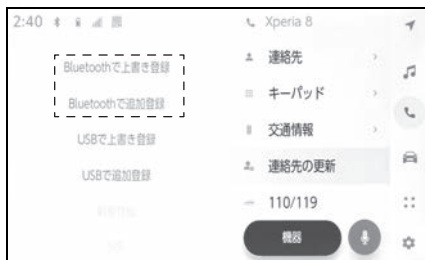 2:40
Bluetoothで上書き登録
Bluetoothで追加登録
USBで上書き登録
USBで追加登録
Xperia 8
連絡先
キーパッド
交通情報
連絡先の更新
110/119
機器